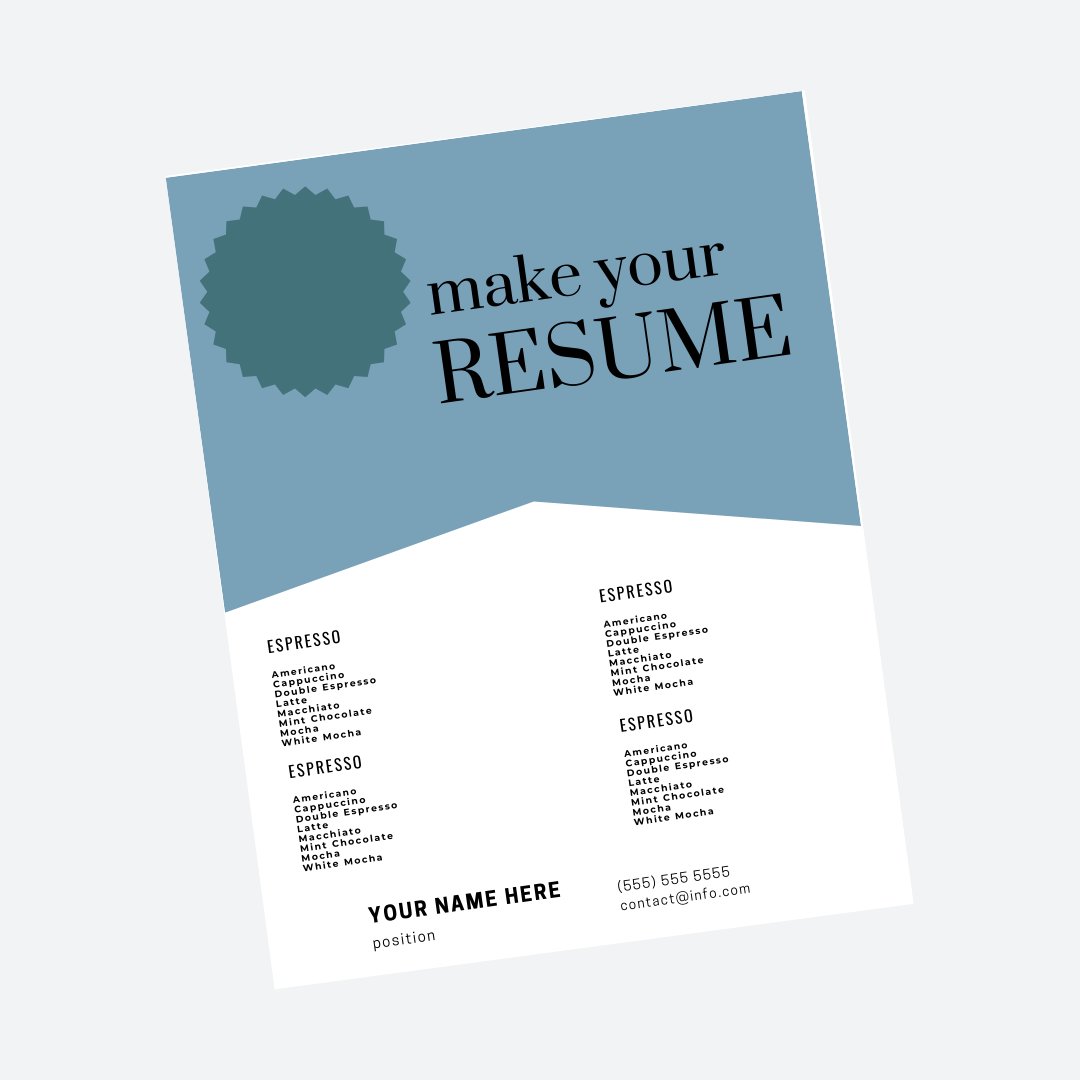 make your
RESUME
ESPRESSO
Americano
Cappuccino
Double Espresso
Latte
Macchiato
Mint Chocolate
Mocha
White Mocha
ESPRESSO
Americano
Cappuccino
Double Espresso
Latte
Macchiato
Mint Chocolate
Mocha
White Mocha
ESPRESSO
Americano
Cappuccino
Double Espresso
Latte
Macchiato
Mint Chocolate
Mocha
White Mocha
ESPRESSO
Americano
Cappuccino
Double Espresso
Latte
Macchiato
Mint Chocolate
Mocha
White Mocha
YOUR NAME HERE
position
(555) 555 5555
contact@info.com